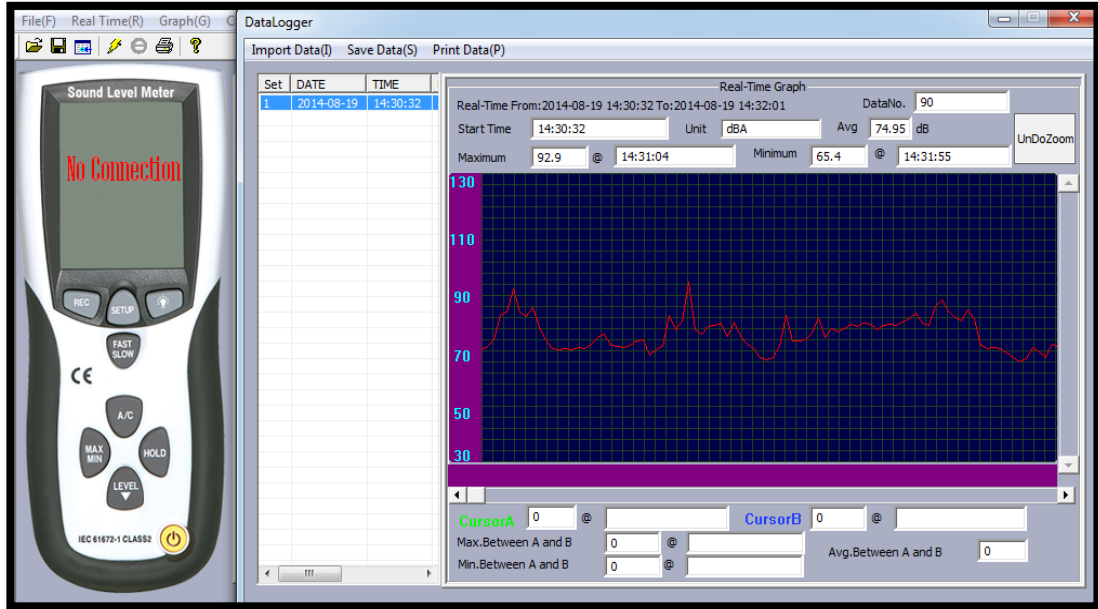 File(F) Real Time(R) Graph(G)
DataLogger
Import Data(I) Save Data(S) Print Data(P)
Sound Level Meter
No Connection
REC
SETUP
FAST
SLOW
CE
A/C
MAX
MIN
HOLD
LEVEL
IEC 61672-1 CLASS2
Set DATE TIME
1 2014-08-19 14:30:32
Real-Time Graph
Real-Time From:2014-08-19 14:30:32 To:2014-08-19 14:32:01 DataNo. 90
Start Time 14:30:32 Unit dBA Avg 74.95 dB
UnDoZoom
Maximum 92.9 @ 14:31:04 Minimum 65.4 @ 14:31:55
130
110
90
70
50
30
CursorA 0 @ CursorB 0 @
Max.Between A and B 0 @
Avg.Between A and B 0
Min.Between A and B 0 @